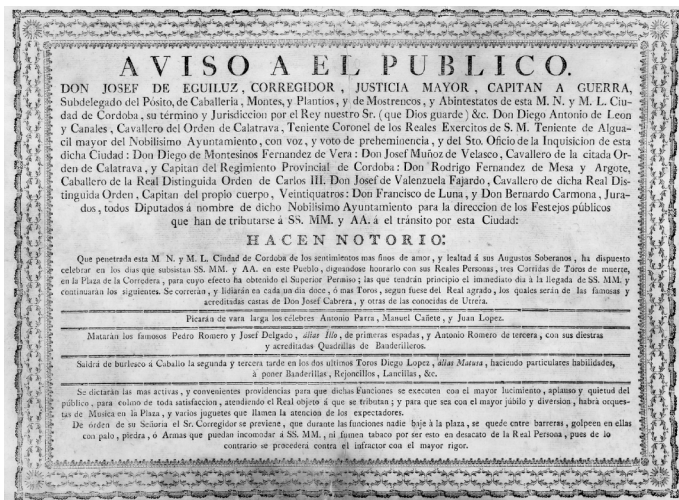 AVISO A EL PUBLICO.
DON JOSEF DE EGUILUZ, CORREGIDOR, JUSTICIA MAYOR, CAPITAN A GUERRA,
Subdelegado del Pósito, de Caballeria, Montes, y Plantios, y de Mostrencos, y Abintestatos de esta M. N. y M. L. Ciu-
dad de Cordoba, su término y Jurisdiccion por el Rey nuestro Sr. (que Dios guarde) &c. Don Diego Antonio de Leon
y Canales, Cavallero del Orden de Calatrava, Teniente Coronel de los Reales Exercitos de S. M. Teniente de Algua-
cil mayor del Nobilisimo Ayuntamiento, con voz, y voto de preheminencia, y del Sto. Oficio de la Inquisicion de esta
dicha Ciudad: Don Diego de Montesinos Fernandez de Vera: Don Josef Muñoz de Velasco, Cavallero de la citada Or-
den de Calatrava, y Capitan del Regimiento Provincial de Cordoba: Don Rodrigo Fernandez de Mesa y Argote,
Caballero de la Real Distinguida Orden de Carlos III. Don Josef de Valenzuela Fajardo, Cavallero de dicha Real Dis-
tinguida Orden, Capitan del propio cuerpo, Veintiquatros: Don Francisco de Luna, y Don Bernardo Carmona, Jura-
dos, todos Diputados á nombre de dicho Nobilisimo Ayuntamiento para la direccion de los Festejos públicos
que han de tributarse á SS. MM. y AA. á el tránsito por esta Ciudad:
HACEN NOTORIO:
Que penetrada esta M. N. y M. L. Ciudad de Cordoba de los sentimientos mas finos de amor, y lealtad á sus Augustos Soberanos, ha dispuesto
celebrar en los dias que subsistan SS. MM. y AA. en este Pueblo, dignandose honrarlo con sus Reales Personas, tres Corridas de Toros de muerte,
en la Plaza de la Corredera, para cuyo efecto ha obtenido el Superior Permiso; las que tendrán principio el inmediato dia á la llegada de SS. MM. y
continuarán los siguientes. Se correrán, y lidiarán en cada un dia doce, ó mas Toros, segun fuese del Real agrado, los quales serán de las famosas y
acreditadas castas de Don Josef Cabrera, y otras de las conocidas de Utrera.
Picarán de vara larga los célebres Antonio Parra, Manuel Cañete, y Juan Lopez.
Matarán los famosos Pedro Romero y Josef Delgado, alias Illo, de primeras espadas, y Antonio Romero de tercera, con sus diestras
y acreditadas Quadrillas de Banderilleros.
Saldrá de burlesco á Caballo la segunda y tercera tarde en los dos ultimos Toros Diego Lopez, alias Matura, haciendo particulares habilidades,
á poner Banderillas, Rejoncillos, Lancillas, &c.
Se dictarán las mas activas, y convenientes providencias para que dichas Funciones se executen con el mayor lucimiento, aplauso y quietud del
público, para colmo de toda satisfaccion, atendiendo el Real objeto á que se tributan; y para que sea con el mayor júbilo y diversion, habrá orques-
tas de Musica en la Plaza, y varios juguetes que llamen la atencion de los expectadores.
De órden de su Señoria el Sr. Corregidor se previene, que durante las funciones nadie baje á la plaza, se quede entre barreras, golpeen en ellas
con palo, piedra, ó Armas que puedan incomodar á SS. MM., ni fumen tabaco por ser esto en desacato de la Real Persona, pues de lo
contrario se procederá contra el infractor con el mayor rigor.